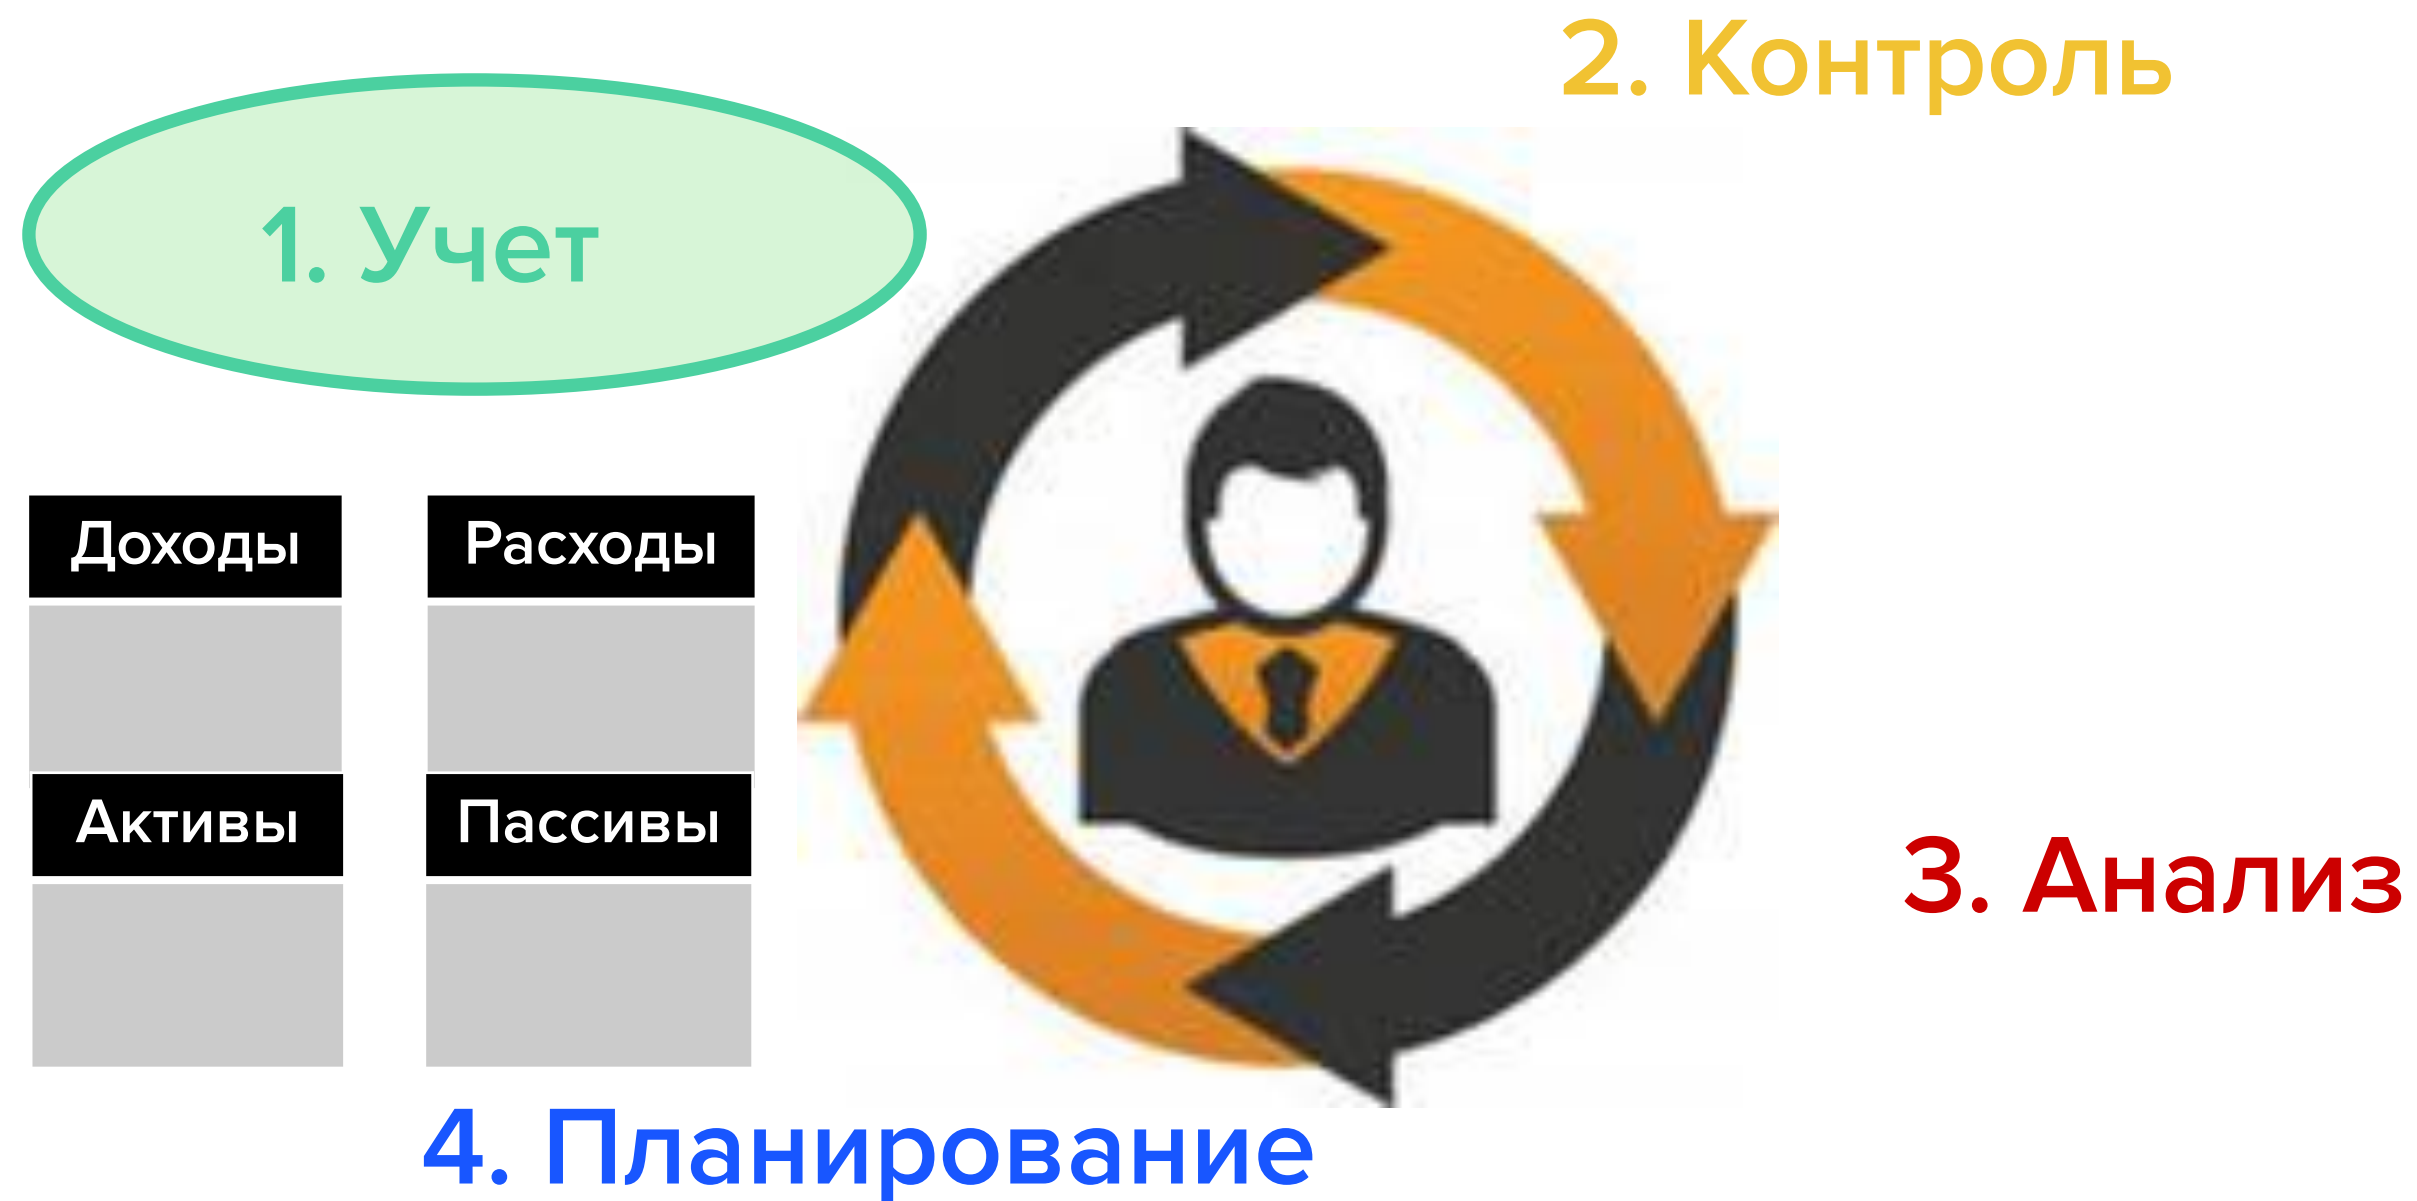 2. Контроль
1. Учет
Доходы
Расходы
Активы
Пассивы
3. Анализ
4. Планирование